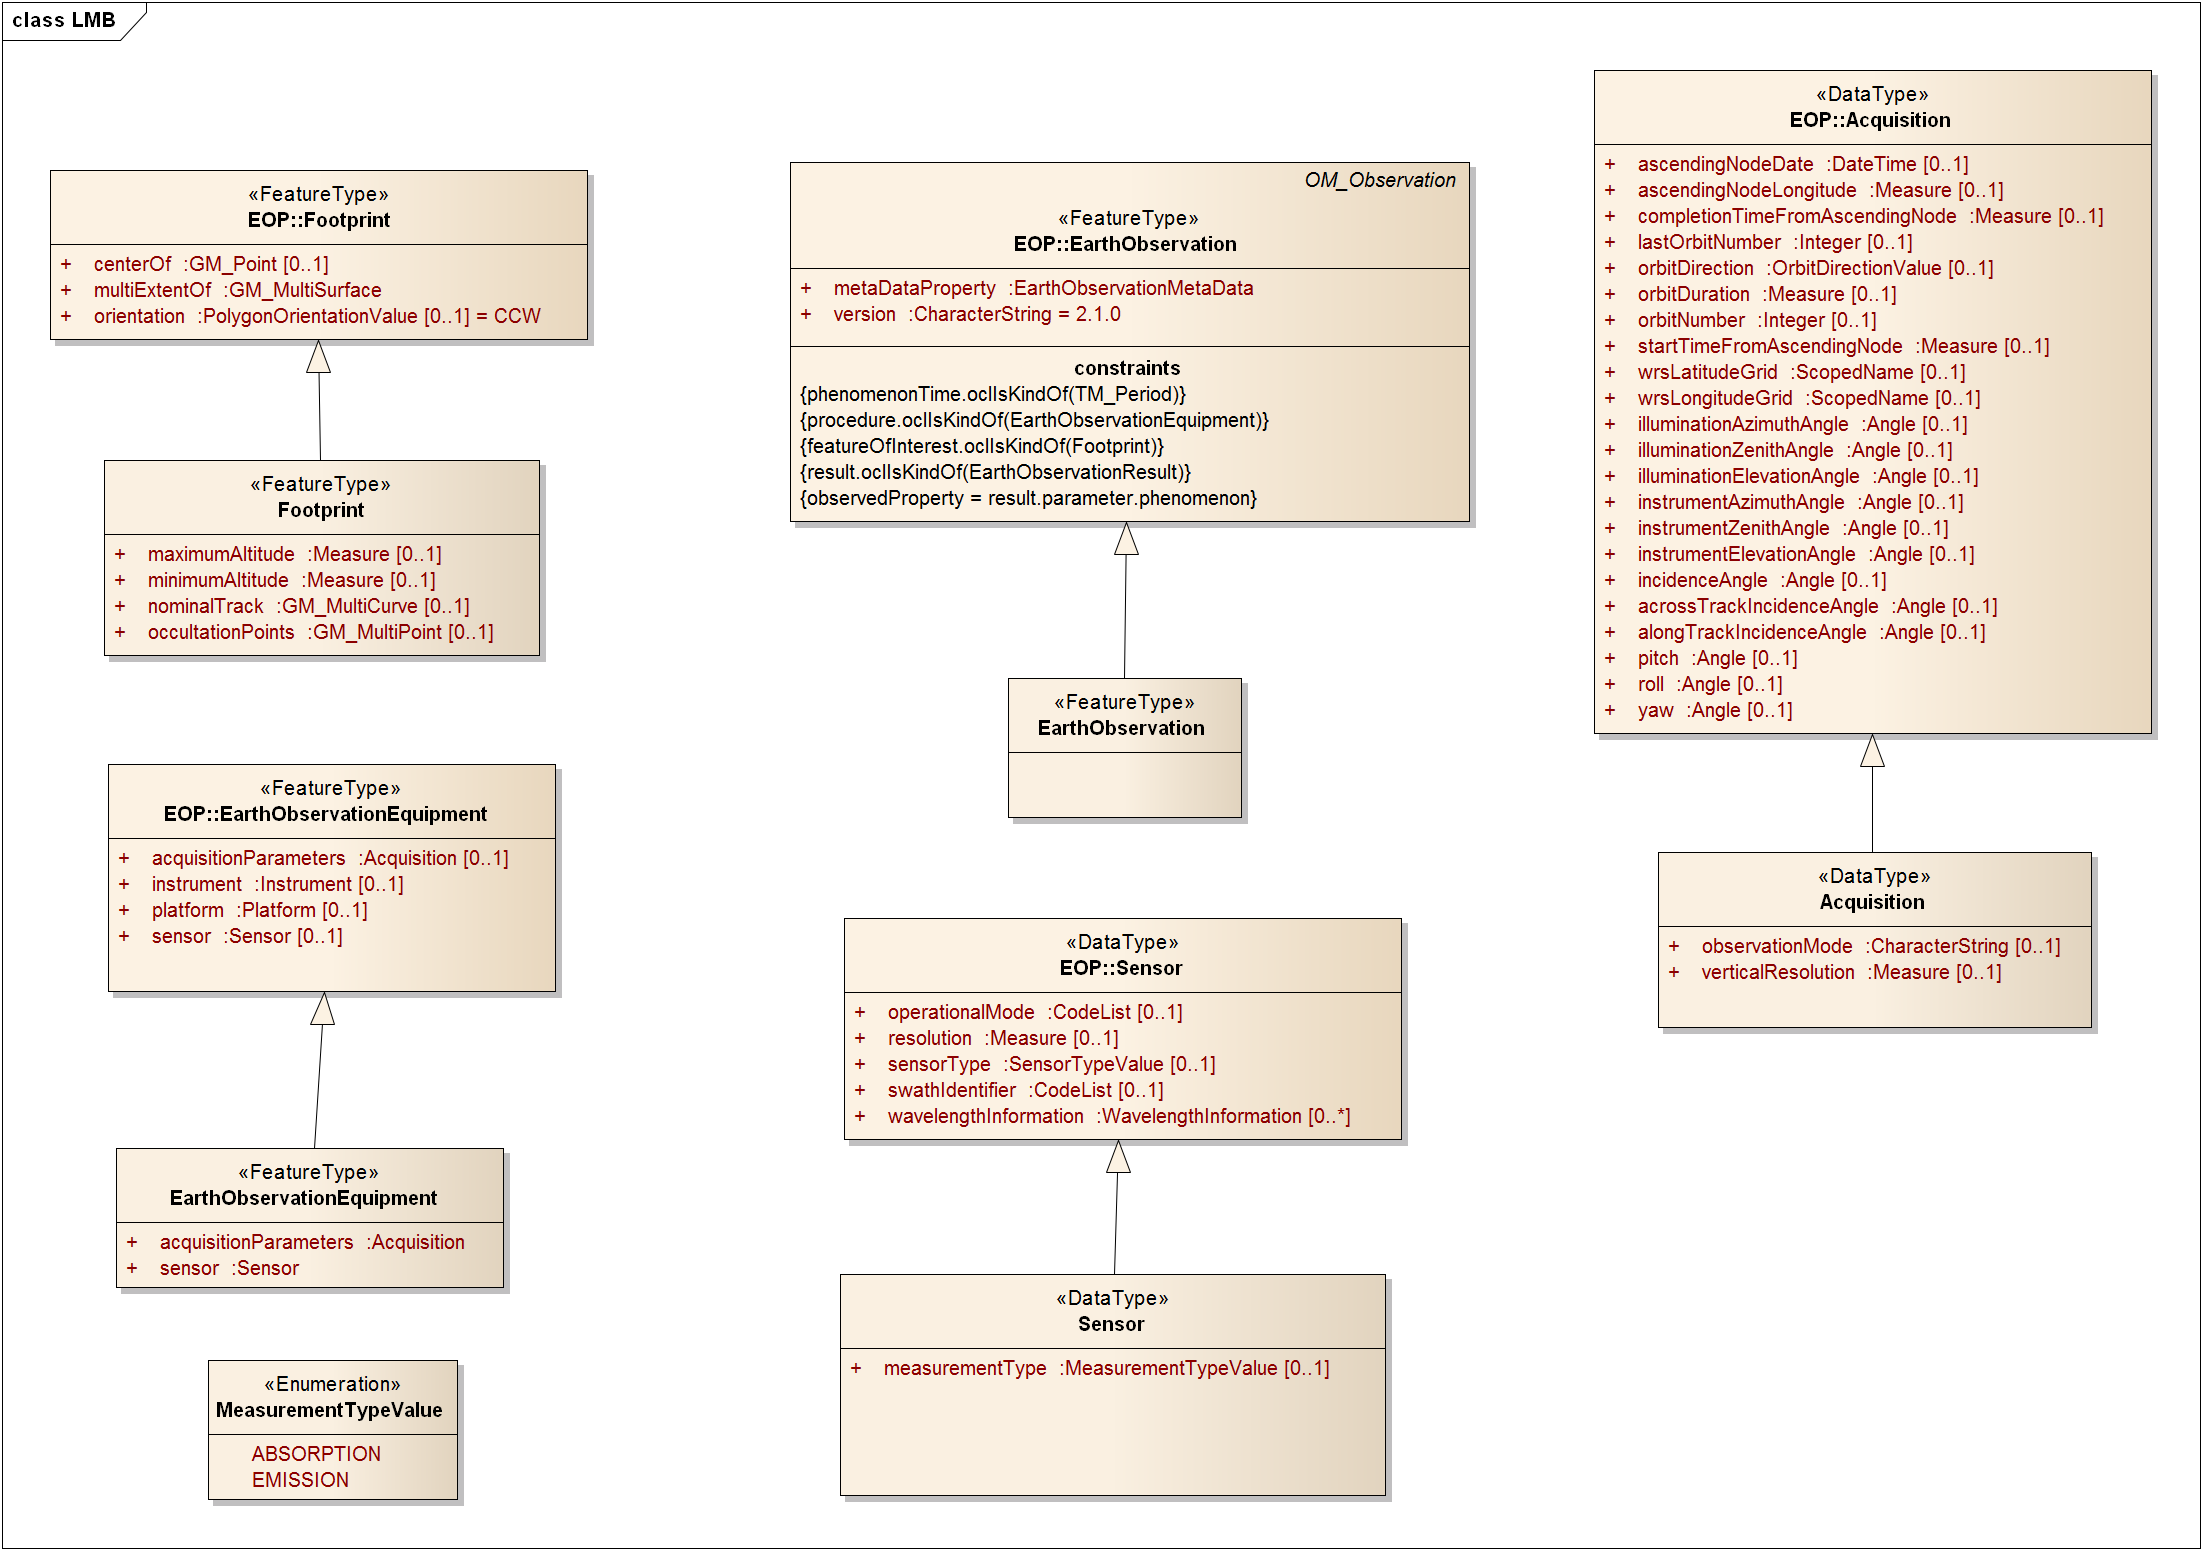 class LMB
«FeatureType»
EOP::Footprint
+ centerOf :GM_Point [0..1]
+ multiExtentOf :GM_MultiSurface
+ orientation :PolygonOrientationValue [0..1] = CCW
«FeatureType»
Footprint
+ maximumAltitude :Measure [0..1]
+ minimumAltitude :Measure [0..1]
+ nominalTrack :GM_MultiCurve [0..1]
+ occultationPoints :GM_MultiPoint [0..1]
«FeatureType»
EOP::EarthObservationEquipment
+ acquisitionParameters :Acquisition [0..1]
+ instrument :Instrument [0..1]
+ platform :Platform [0..1]
+ sensor :Sensor [0..1]
«FeatureType»
EarthObservationEquipment
+ acquisitionParameters :Acquisition
+ sensor :Sensor
«Enumeration»
MeasurementTypeValue
ABSORPTION
EMISSION
OM_Observation
«FeatureType»
EOP::EarthObservation
+ metaDataProperty :EarthObservationMetaData
+ version :CharacterString = 2.1.0
constraints
{phenomenonTime.oclIsKindOf(TM_Period)}
{procedure.oclIsKindOf(EarthObservationEquipment)}
{featureOfInterest.oclIsKindOf(Footprint)}
{result.oclIsKindOf(EarthObservationResult)}
{observedProperty = result.parameter.phenomenon}
«FeatureType»
EarthObservation
«DataType»
EOP::Sensor
+ operationalMode :CodeList [0..1]
+ resolution :Measure [0..1]
+ sensorType :SensorTypeValue [0..1]
+ swathIdentifier :CodeList [0..1]
+ wavelengthInformation :WavelengthInformation [0..*]
«DataType»
Sensor
+ measurementType :MeasurementTypeValue [0..1]
«DataType»
EOP::Acquisition
+ ascendingNodeDate :DateTime [0..1]
+ ascendingNodeLongitude :Measure [0..1]
+ completionTimeFromAscendingNode :Measure [0..1]
+ lastOrbitNumber :Integer [0..1]
+ orbitDirection :OrbitDirectionValue [0..1]
+ orbitDuration :Measure [0..1]
+ orbitNumber :Integer [0..1]
+ startTimeFromAscendingNode :Measure [0..1]
+ wrsLatitudeGrid :ScopedName [0..1]
+ wrsLongitudeGrid :ScopedName [0..1]
+ illuminationAzimuthAngle :Angle [0..1]
+ illuminationZenithAngle :Angle [0..1]
+ illuminationElevationAngle :Angle [0..1]
+ instrumentAzimuthAngle :Angle [0..1]
+ instrumentZenithAngle :Angle [0..1]
+ instrumentElevationAngle :Angle [0..1]
+ incidenceAngle :Angle [0..1]
+ acrossTrackIncidenceAngle :Angle [0..1]
+ alongTrackIncidenceAngle :Angle [0..1]
+ pitch :Angle [0..1]
+ roll :Angle [0..1]
+ yaw :Angle [0..1]
«DataType»
Acquisition
+ observationMode :CharacterString [0..1]
+ verticalResolution :Measure [0..1]